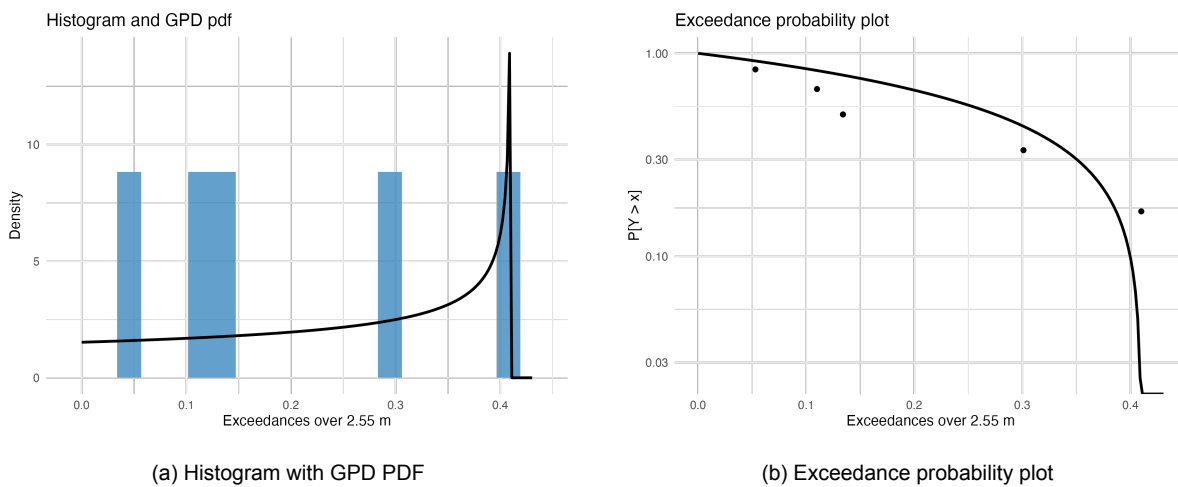 Histogram and GPD pdf
Density
10
5
0
0.0 0.1 0.2 0.3 0.4
Exceedances over 2.55 m
(a) Histogram with GPD PDF
Exceedance probability plot
P[Y > x]
1.00
0.30
0.10
0.03
0.0 0.1 0.2 0.3 0.4
Exceedances over 2.55 m
(b) Exceedance probability plot